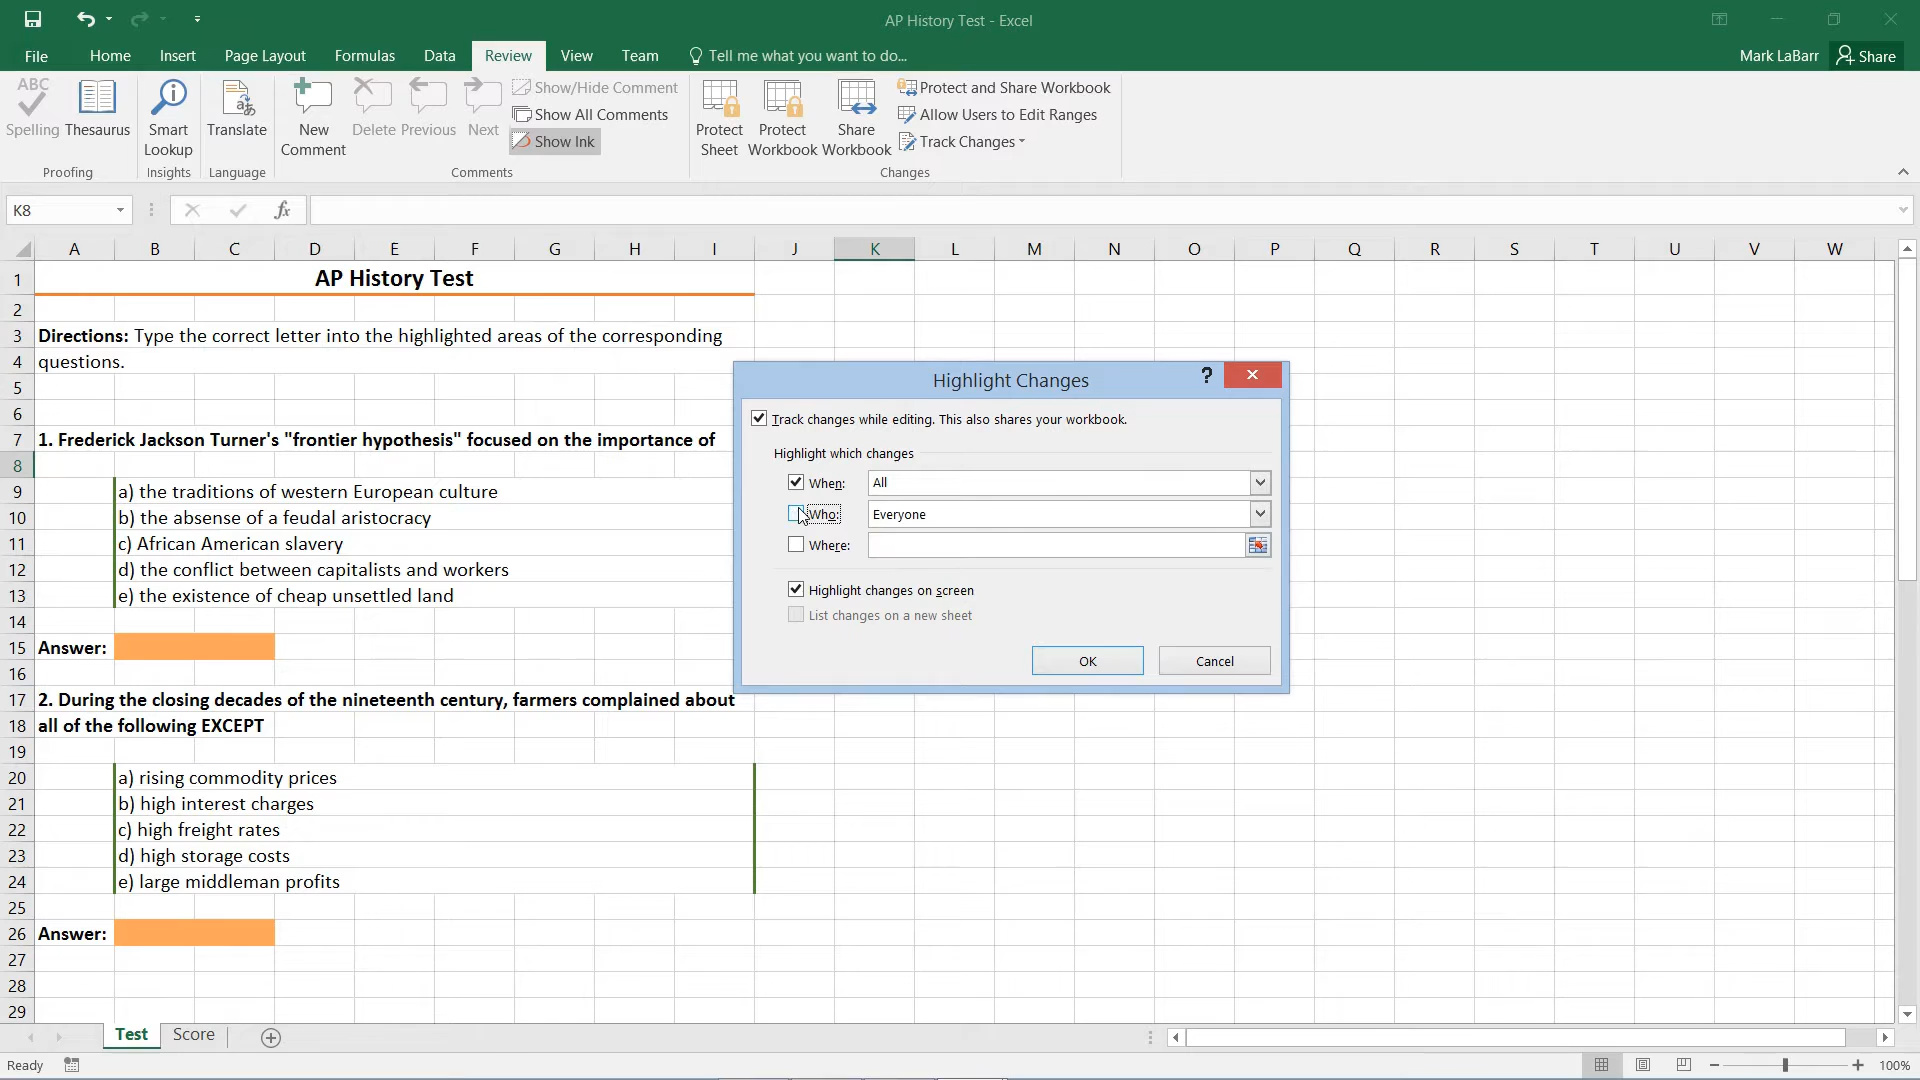 AP History Test - Excel
File Home Insert Page Layout Formulas Data Review View Team Tell me what you want to do... Mark LaBarr Share
ABC
Spelling Thesaurus Smart Lookup Translate New Comment Delete Previous Next
Show/Hide Comment
Show All Comments
Show Ink
Protect Sheet Protect Workbook Share Workbook
Protect and Share Workbook
Allow Users to Edit Ranges
Track Changes
Proofing Insights Language Comments Changes
K8 fx
A B C D E F G H I J K L M N O P Q R S T U V W
1 AP History Test
2
3 Directions: Type the correct letter into the highlighted areas of the corresponding
4 questions.
5
6
7 1. Frederick Jackson Turner's "frontier hypothesis" focused on the importance of
8
9 a) the traditions of western European culture
10 b) the absense of a feudal aristocracy
11 c) African American slavery
12 d) the conflict between capitalists and workers
13 e) the existence of cheap unsettled land
14
15 Answer:
16
17 2. During the closing decades of the nineteenth century, farmers complained about
18 all of the following EXCEPT
19
20 a) rising commodity prices
21 b) high interest charges
22 c) high freight rates
23 d) high storage costs
24 e) large middleman profits
25
26 Answer:
27
28
29
Highlight Changes ?
Track changes while editing. This also shares your workbook.
Highlight which changes
When: All
Who: Everyone
Where:
Highlight changes on screen
List changes on a new sheet
OK Cancel
Test Score
Ready 100%